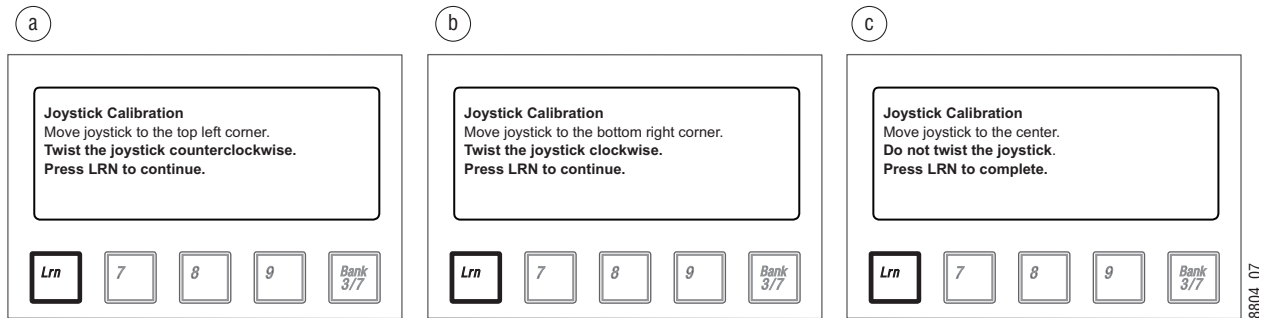 a
Joystick Calibration
Move joystick to the top left corner.
Twist the joystick counterclockwise.
Press LRN to continue.
Lrn
7
8
9
Bank
3/7
b
Joystick Calibration
Move joystick to the bottom right corner.
Twist the joystick clockwise.
Press LRN to continue.
Lrn
7
8
9
Bank
3/7
c
Joystick Calibration
Move joystick to the center.
Do not twist the joystick.
Press LRN to complete.
Lrn
7
8
9
Bank
3/7
8804_07